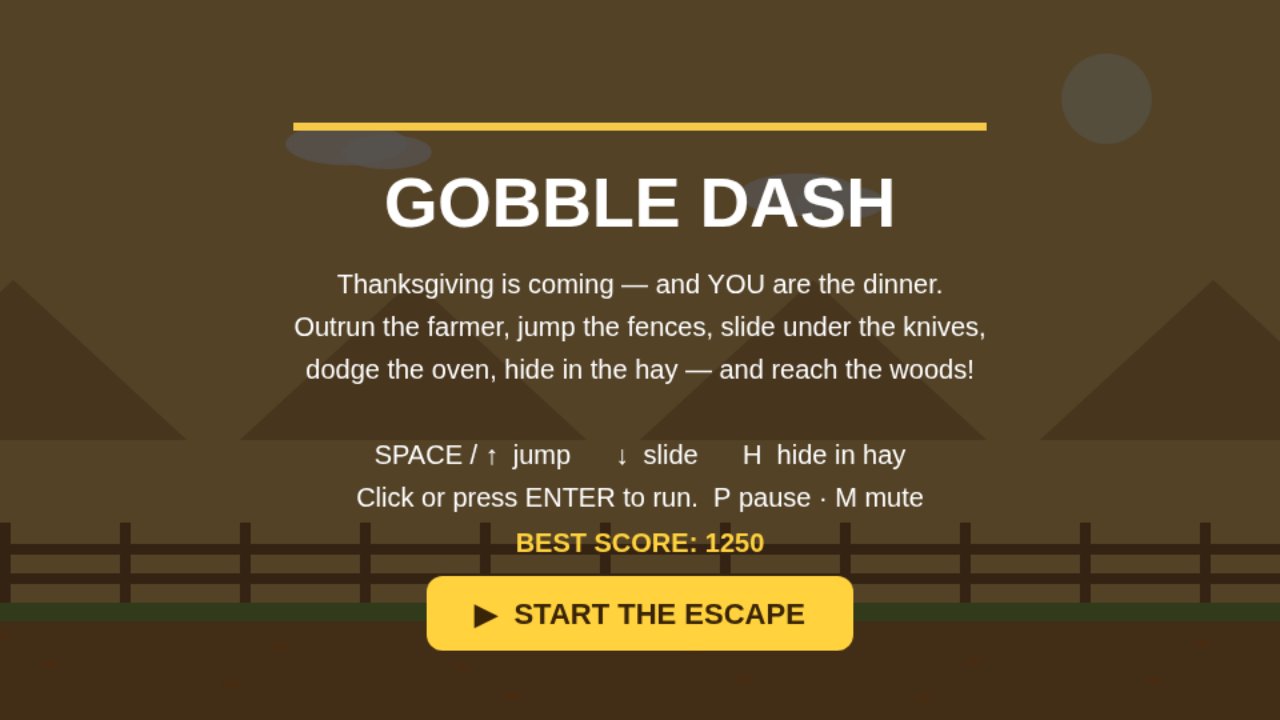 GOBBLE DASH
Thanksgiving is coming — and YOU are the dinner.
Outrun the farmer, jump the fences, slide under the knives,
dodge the oven, hide in the hay — and reach the woods!
SPACE / ↑ jump ↓ slide H hide in hay
Click or press ENTER to run. P pause · M mute
BEST SCORE: 1250
▶ START THE ESCAPE